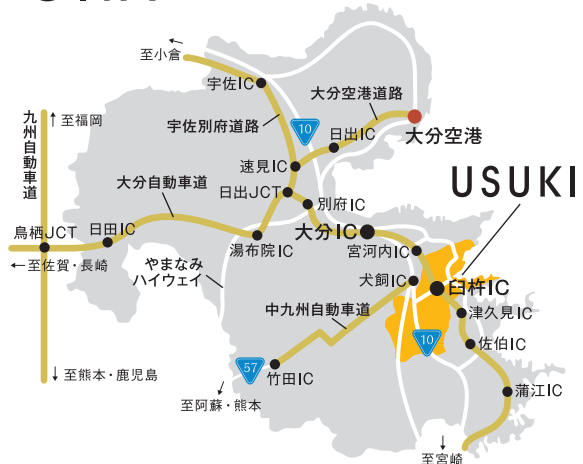 至小倉
宇佐IC
大分空港道路
九州自動車道
至福岡
宇佐別府道路
10
日出IC
大分空港
速見IC
大分自動車道
日出JCT
別府IC
USUKI
鳥栖JCT
日田IC
大分IC
宮河内IC
湯布院IC
←至佐賀・長崎
やまなみ
ハイウェイ
犬飼IC
臼杵IC
中九州自動車道
津久見IC
10
佐伯IC
57
竹田IC
至熊本・鹿児島
蒲江IC
至阿蘇・熊本
至宮崎